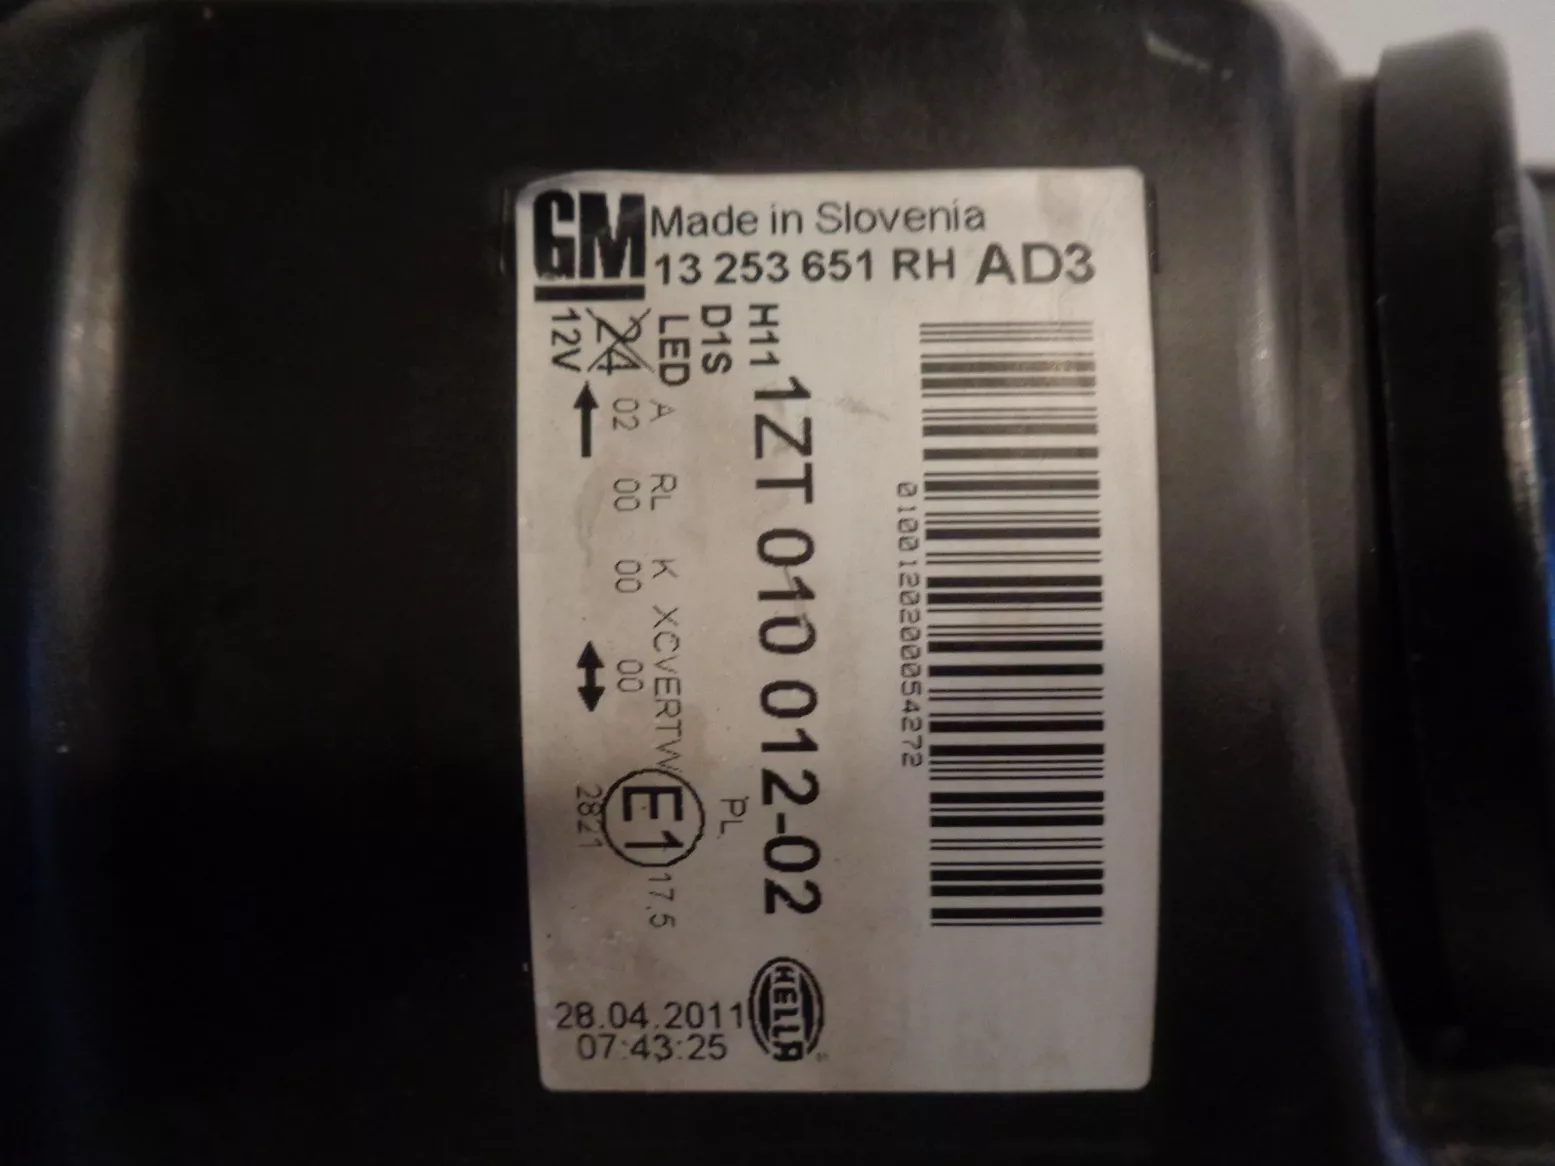 GM Made in Slovenia
13 253 651 RH AD3
H11
1ZT 010 012-02
D1S
PL
LED
A RL K XCVERTW E1 17,5
24 02 00 00 00
12V 2821
01001202000054272
28.04.2011
07:43:25
HELLA